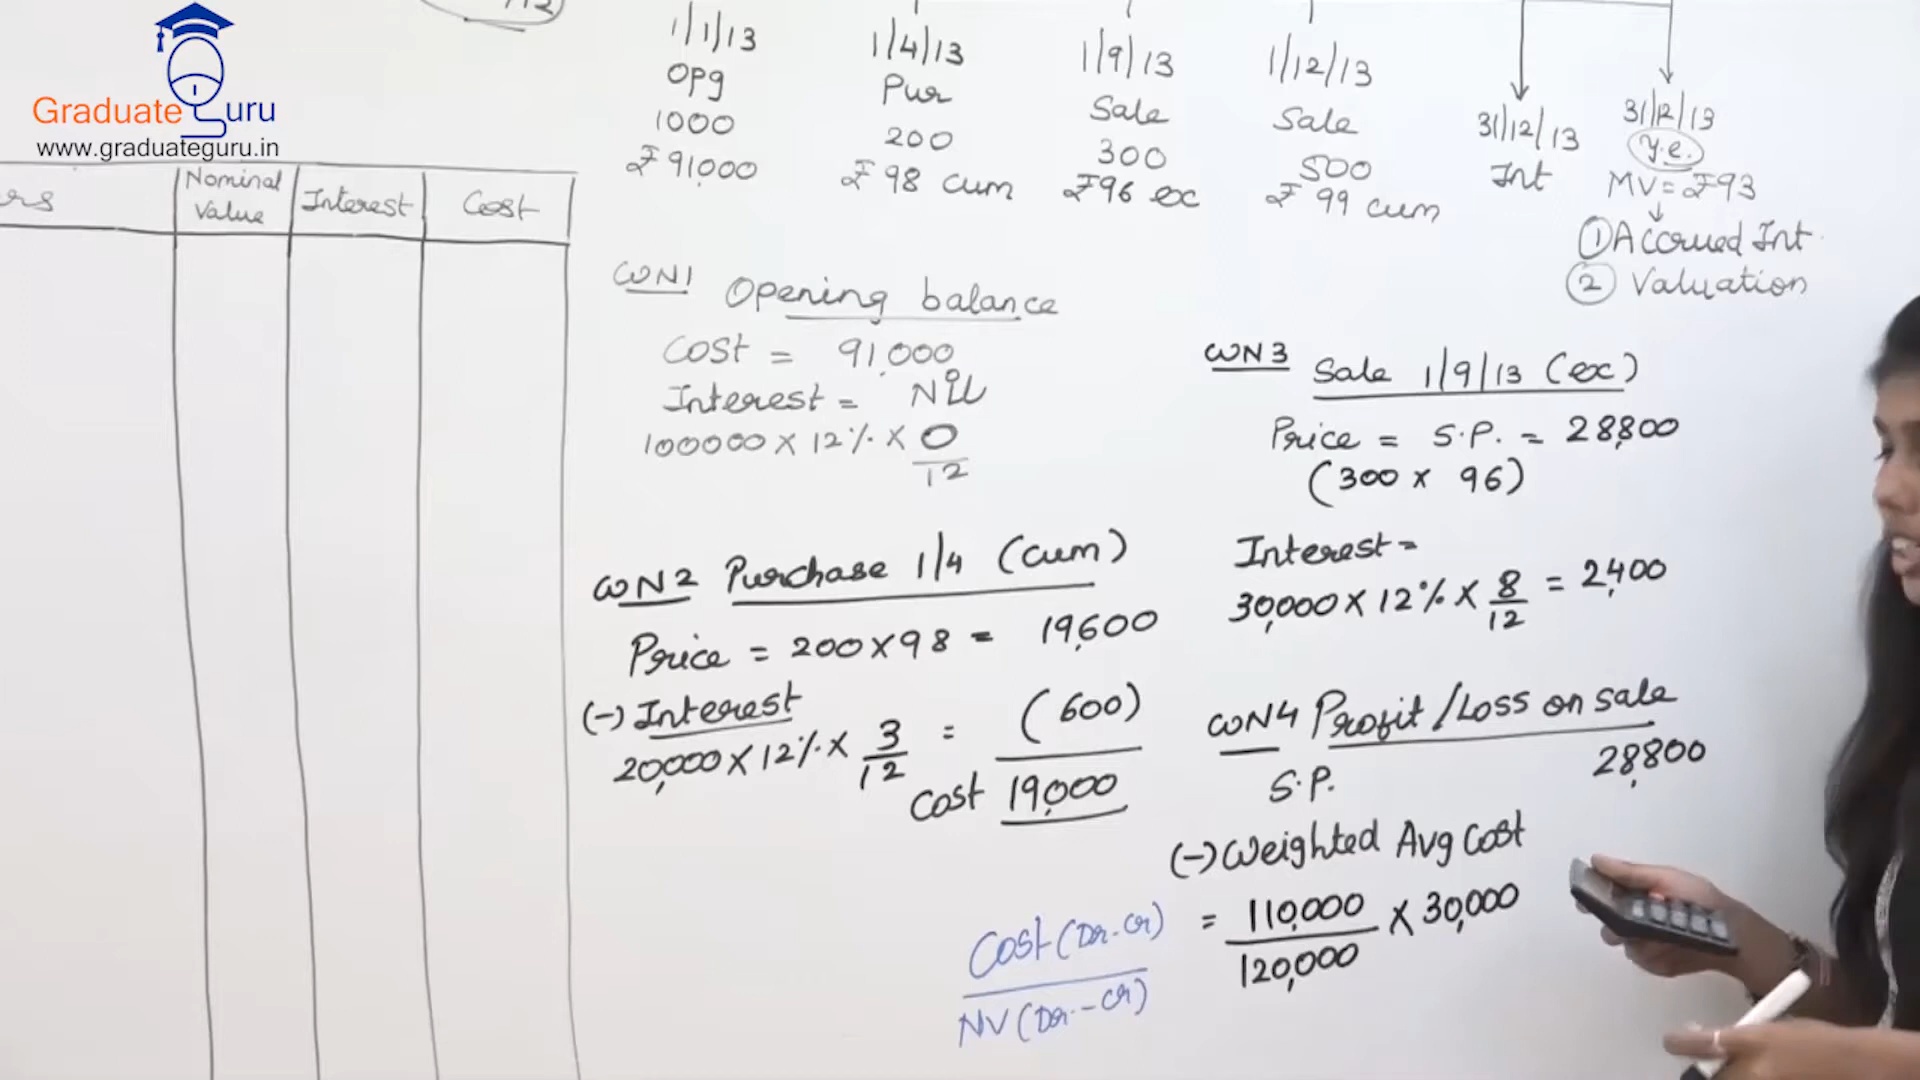 Graduate Guru
www.graduateguru.in
1/1/13
Opg
1000
₹ 91,000
1/4/13
Pur
200
₹ 98 cum
1/9/13
Sale
300
₹ 96 ex
1/12/13
Sale
500
₹ 99 cum
31/12/13
Int
31/12/13
Y.e.
MV = ₹93
① Accrued Int.
② Valuation
Nominal Value
Interest
Cost
WN1 Opening balance
Cost = 91,000
Interest = Nil
100000 × 12% × 0/12
WN2 Purchase 1/4 (cum)
Price = 200 × 98 = 19,600
(-) Interest
20,000 × 12% × 3/12 = (600)
Cost 19,000
WN3 Sale 1/9/13 (ex)
Price = S.P. = 28,800
(300 × 96)
Interest =
30,000 × 12% × 8/12 = 2,400
WN4 Profit/Loss on sale
S.P. 28,800
(-) Weighted Avg Cost
= 110,000/120,000 × 30,000
Cost (Dr - Cr)
NV (Dr. - Cr)